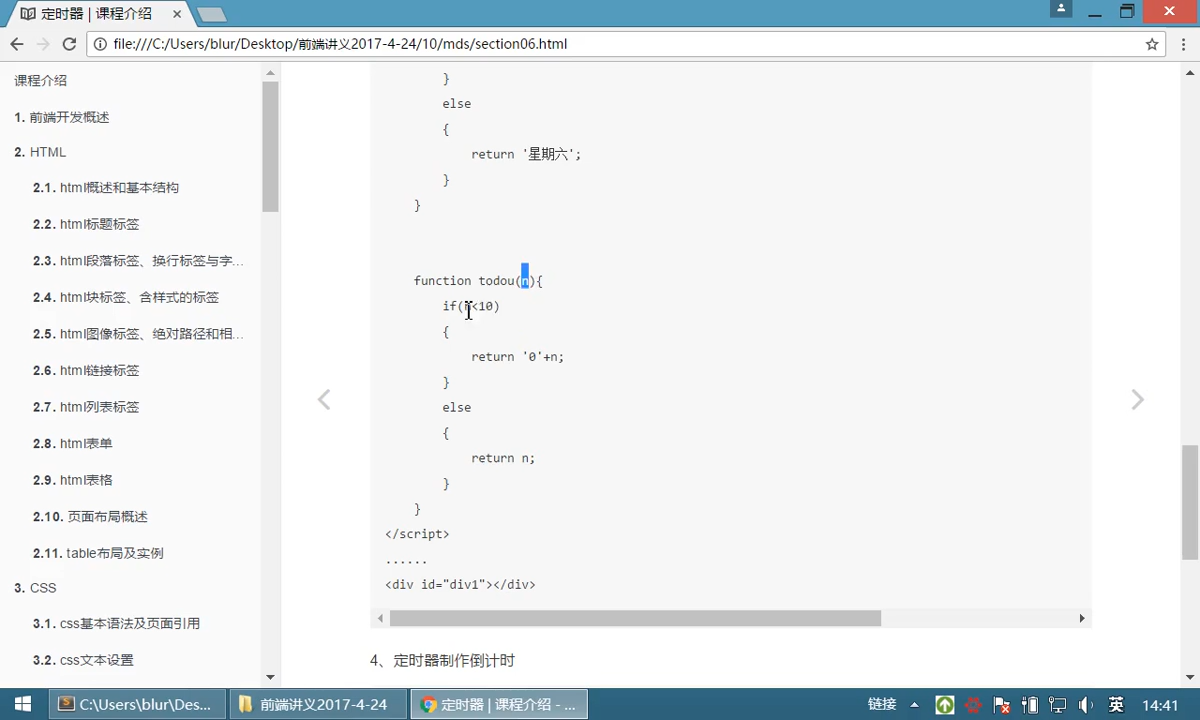 定时器 | 课程介绍
file:///C:/Users/blur/Desktop/前端讲义2017-4-24/10/mds/section06.html
课程介绍
1. 前端开发概述
2. HTML
2.1. html概述和基本结构
2.2. html标题标签
2.3. html段落标签、换行标签与字...
2.4. html块标签、含样式的标签
2.5. html图像标签、绝对路径和相...
2.6. html链接标签
2.7. html列表标签
2.8. html表单
2.9. html表格
2.10. 页面布局概述
2.11. table布局及实例
3. CSS
3.1. css基本语法及页面引用
3.2. css文本设置
}
else
{
return '星期六';
}
}
function todou(n){
if(n<10)
{
return '0'+n;
}
else
{
return n;
}
}
</script>
......
<div id="div1"></div>
4、定时器制作倒计时
C:\Users\blur\Des...
前端讲义2017-4-24
定时器 | 课程介绍 - ...
链接
英
14:41